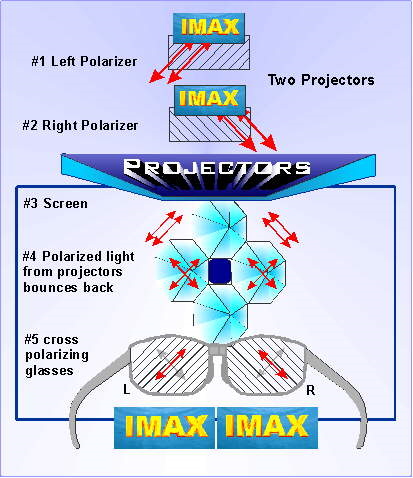 IMAX
#1 Left Polarizer
Two Projectors
IMAX
#2 Right Polarizer
PROJECTORS
#3 Screen
#4 Polarized light
from projectors
bounces back
#5 cross
polarizing
glasses
L
R
IMAX
IMAX